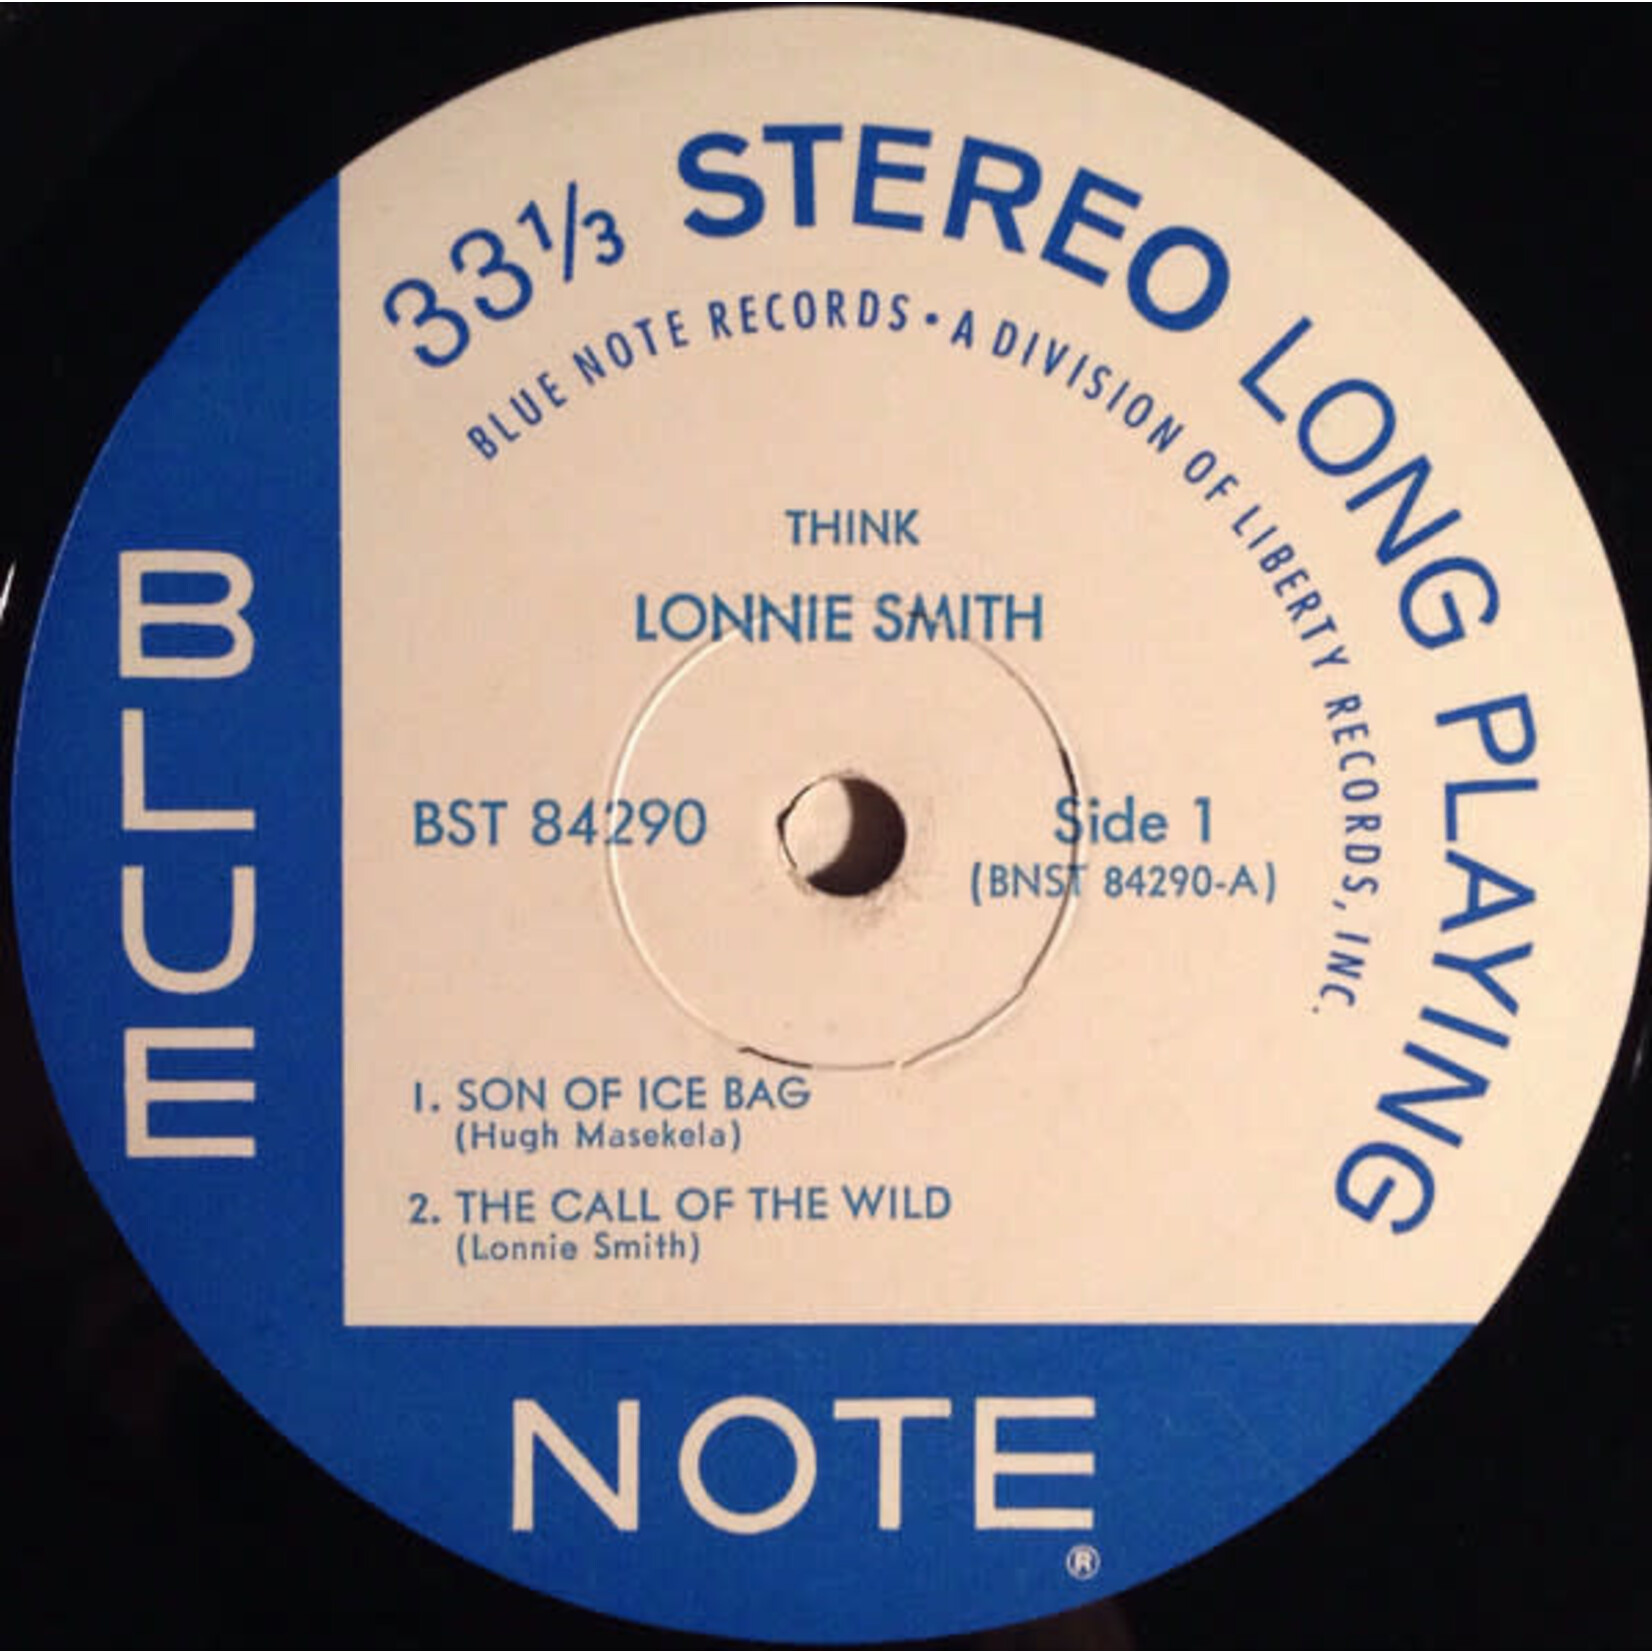 33⅓ STEREO LONG PLAYING
BLUE NOTE RECORDS • A DIVISION OF LIBERTY RECORDS, INC.
THINK
LONNIE SMITH
BST 84290
Side 1
(BNST 84290-A)
1. SON OF ICE BAG
(Hugh Masekela)
2. THE CALL OF THE WILD
(Lonnie Smith)
BLUE
NOTE®